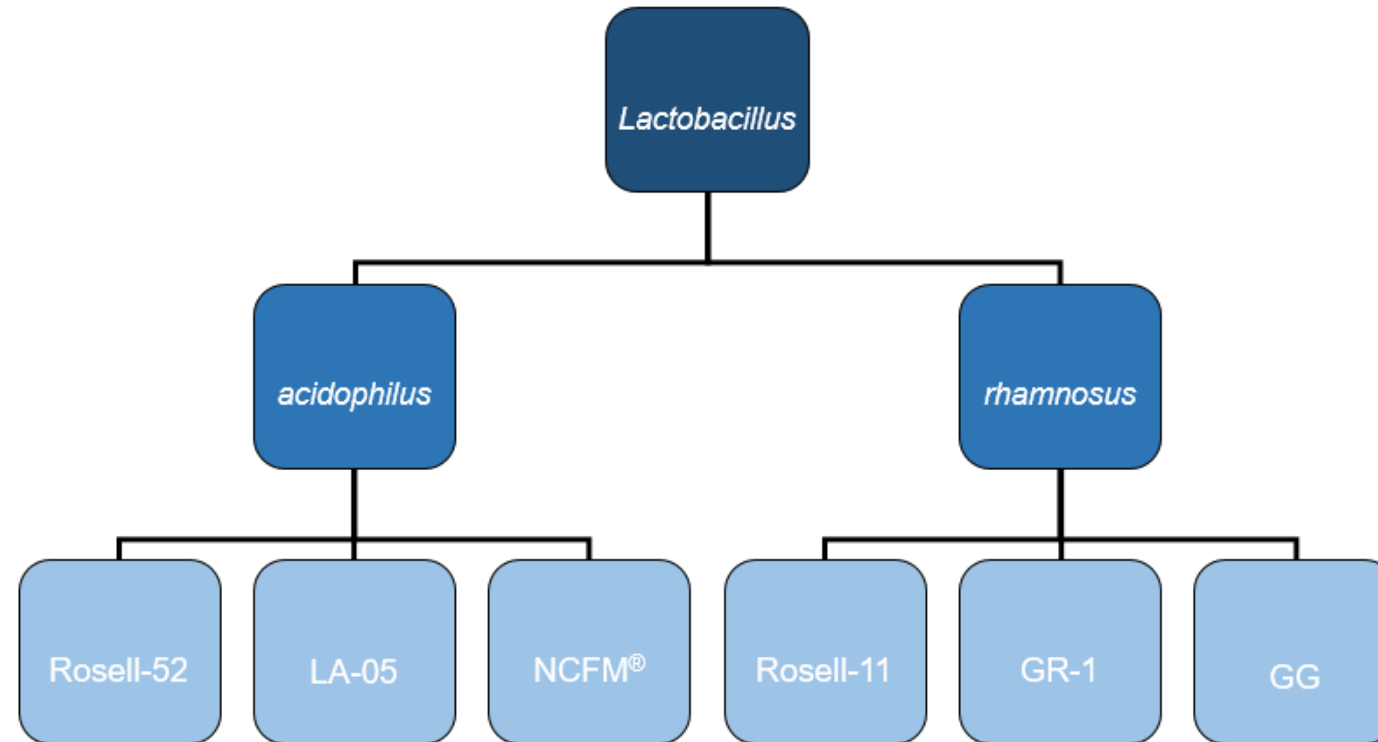 Lactobacillus
acidophilus
rhamnosus
Rosell-52
LA-05
NCFM®
Rosell-11
GR-1
GG